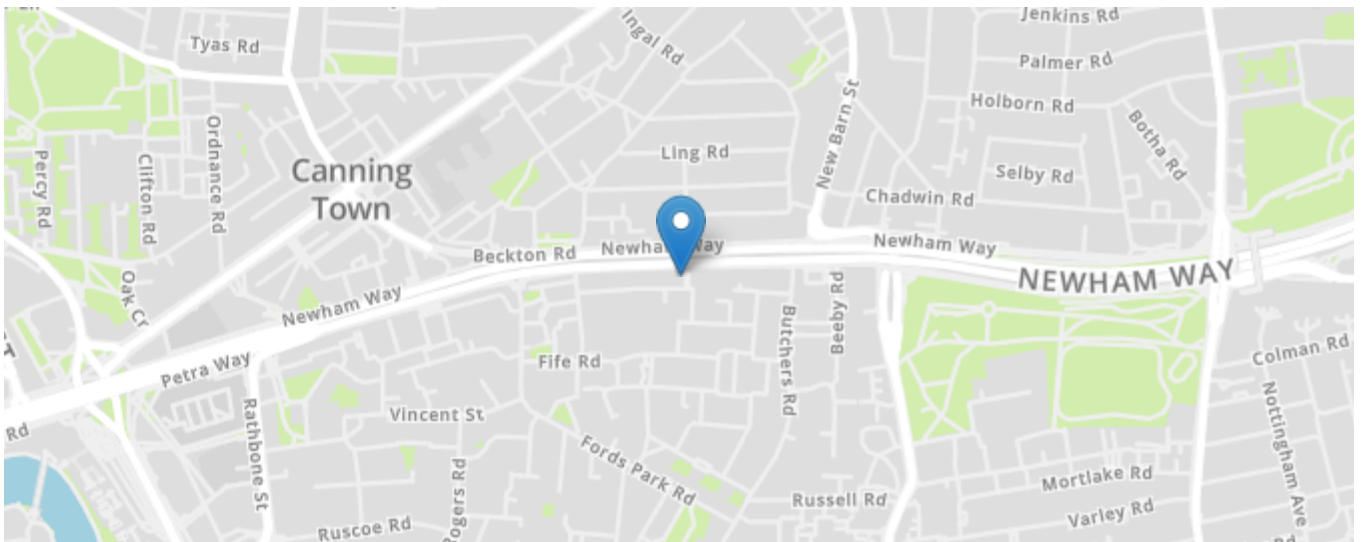 Jenkins Rd
Ingal Rd
Tyas Rd
Palmer Rd
Holborn Rd
New Barn St
Botha Rd
Ordnance Rd
Ling Rd
Percy Rd
Clifton Rd
Canning
Town
Selby Rd
Chadwin Rd
Beckton Rd
Newham Way
Newham Way
NEWHAM WAY
Oak Cr
Newham Way
Butchers Rd
Beeby Rd
Colman Rd
Petra Way
Fife Rd
Rathbone St
Vincent St
Nottingham Ave
Rd
Fords Park Rd
Rogers Rd
Mortlake Rd
Russell Rd
Varley Rd
Ruscoe Rd
Rd